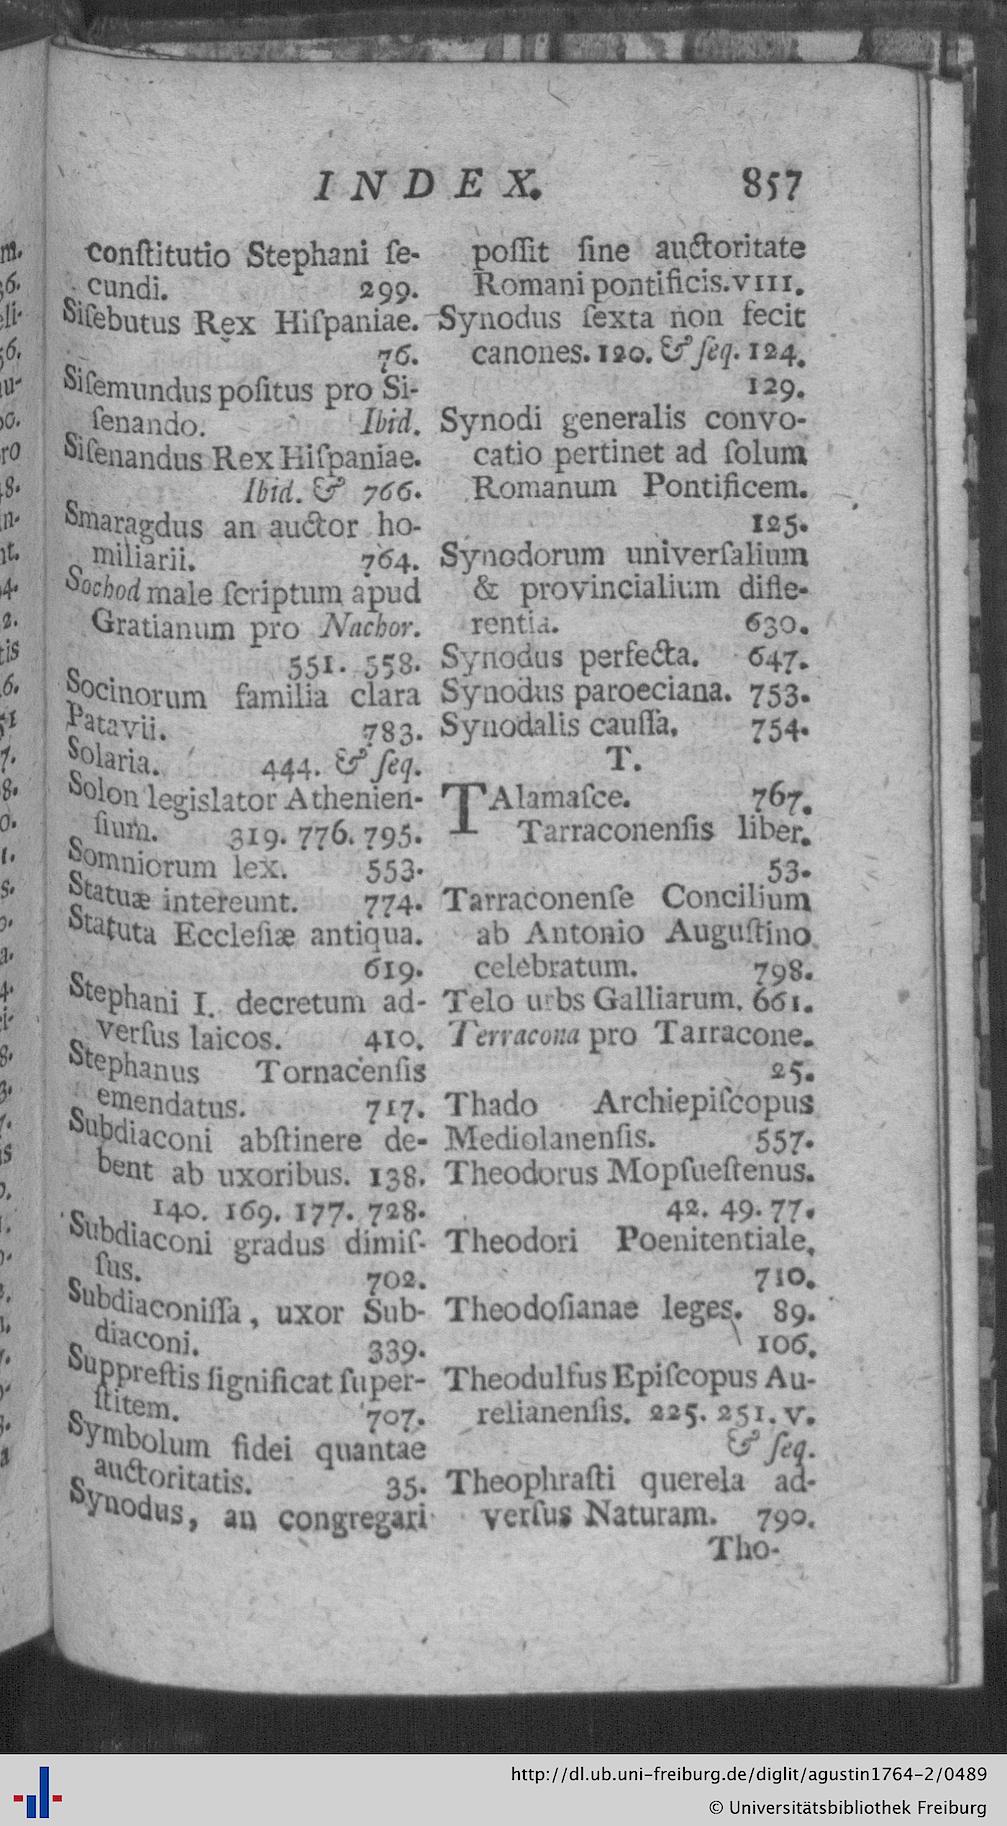 INDEX. 857
conſtitutio Stephani ſe-
cundi. 299.
Siſebutus Rex Hiſpaniae.
76.
Siſemundus poſitus pro Si-
ſenando. Ibid.
Siſenandus Rex Hiſpaniae.
Ibid. & 766.
Smaragdus an auctor ho-
miliarii. 764.
Sochod male ſcriptum apud
Gratianum pro Nachor.
551. 558.
Socinorum familia clara
Patavii. 783.
Solaria. 444. & ſeq.
Solon legislator Athenien-
ſium. 319. 776. 795.
Somniorum lex. 553.
Statuæ intereunt. 774.
Statuta Eccleſiæ antiqua.
619.
Stephani I. decretum ad-
verſus laicos. 410.
Stephanus Tornacenſis
emendatus. 717.
Subdiaconi abſtinere de-
bent ab uxoribus. 138.
140. 169. 177. 728.
Subdiaconi gradus dimiſ-
ſus. 702.
Subdiaconiſſa, uxor Sub-
diaconi. 339.
Suppreſtis ſignificat ſuper-
ſtitem. 707.
Symbolum fidei quantae
auctoritatis. 35.
Synodus, an congregari
poſſit ſine auctoritate
Romani pontificis. VIII.
Synodus ſexta non fecit
canones. 120. & ſeq. 124.
129.
Synodi generalis convo-
catio pertinet ad ſolum
Romanum Pontificem.
125.
Synodorum univerſalium
& provincialium diffe-
rentia. 630.
Synodus perfecta. 647.
Synodus paroeciana. 753.
Synodalis cauſſa. 754.
T.
TAlamaſce. 767.
Tarraconenſis liber.
53.
Tarraconenſe Concilium
ab Antonio Auguſtino
celebratum. 798.
Telo urbs Galliarum. 661.
Terracona pro Tarracone.
25.
Thado Archiepiſcopus
Mediolanenſis. 557.
Theodorus Mopſueſtenus.
42. 49. 77.
Theodori Poenitentiale.
710.
Theodoſianae leges. 89.
106.
Theodulfus Epiſcopus Au-
relianenſis. 225. 251. V.
& ſeq.
Theophraſti querela ad-
verſus Naturam. 790.
Tho-
http://dl.ub.uni-freiburg.de/diglit/agustin1764-2/0489
© Universitätsbibliothek Freiburg